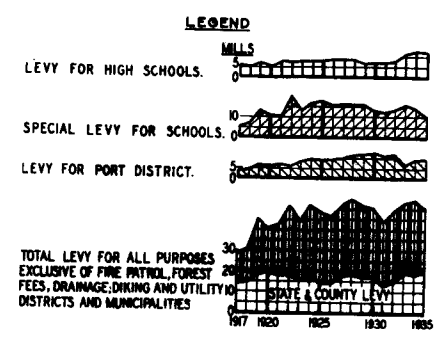 LEGEND
MILLS
5
0
LEVY FOR HIGH SCHOOLS.
10
0
SPECIAL LEVY FOR SCHOOLS.
5
0
LEVY FOR PORT DISTRICT.
30
20
10
0
TOTAL LEVY FOR ALL PURPOSES
EXCLUSIVE OF FIRE PATROL, FOREST
FEES, DRAINAGE; DIKING AND UTILITY
DISTRICTS AND MUNICIPALITIES
STATE & COUNTY LEVY
1917 1920 1925 1930 1935